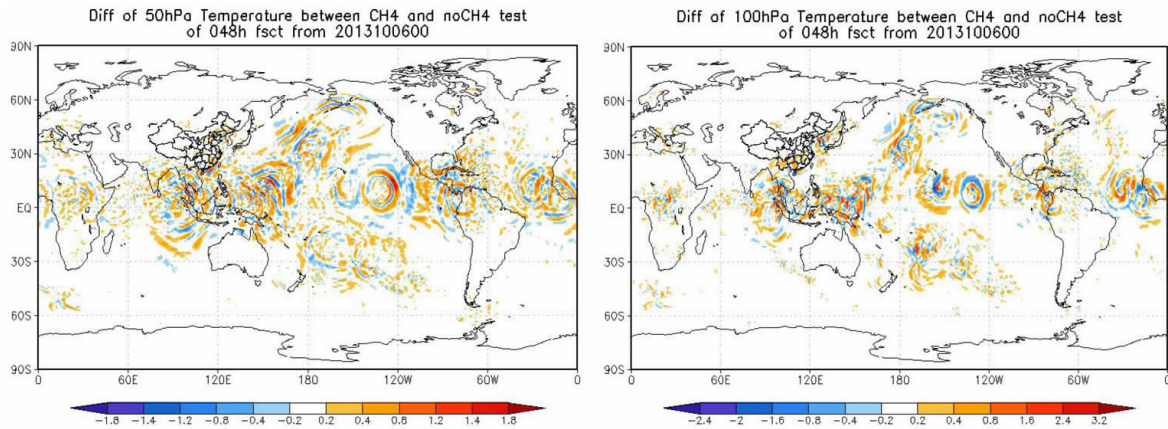 Diff of 50hPa Temperature between CH4 and noCH4 test
of 048h fsct from 2013100600
90N
60N
30N
EQ
30S
60S
90S
0 60E 120E 180 120W 60W 0
-1.8 -1.4 -1.2 -0.8 -0.4 -0.2 0.2 0.4 0.8 1.2 1.4 1.8
Diff of 100hPa Temperature between CH4 and noCH4 test
of 048h fsct from 2013100600
90N
60N
30N
EQ
30S
60S
90S
0 60E 120E 180 120W 60W 0
-2.4 -2 -1.6 -0.8 -0.4 -0.2 0.2 0.4 0.8 1.6 2.4 3.2